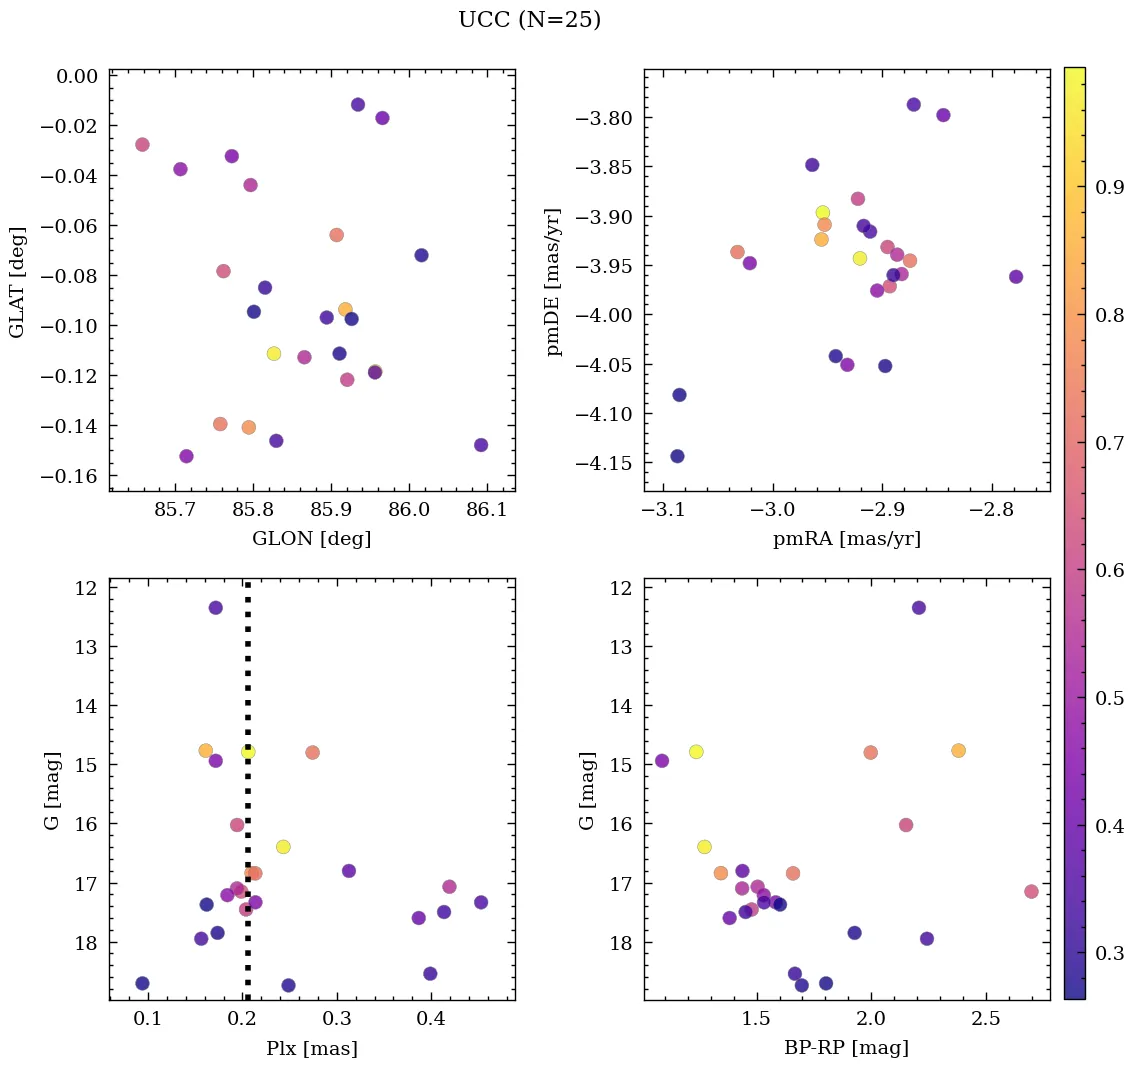 UCC (N=25)
0.00
−0.02
−0.04
−0.06
−0.08
−0.10
−0.12
−0.14
−0.16
GLAT [deg]
85.7 85.8 85.9 86.0 86.1
GLON [deg]
−3.80
−3.85
−3.90
−3.95
−4.00
−4.05
−4.10
−4.15
pmDE [mas/yr]
−3.1 −3.0 −2.9 −2.8
pmRA [mas/yr]
12
13
14
15
16
17
18
G [mag]
0.1 0.2 0.3 0.4
Plx [mas]
12
13
14
15
16
17
18
G [mag]
1.5 2.0 2.5
BP-RP [mag]
0.9
0.8
0.7
0.6
0.5
0.4
0.3